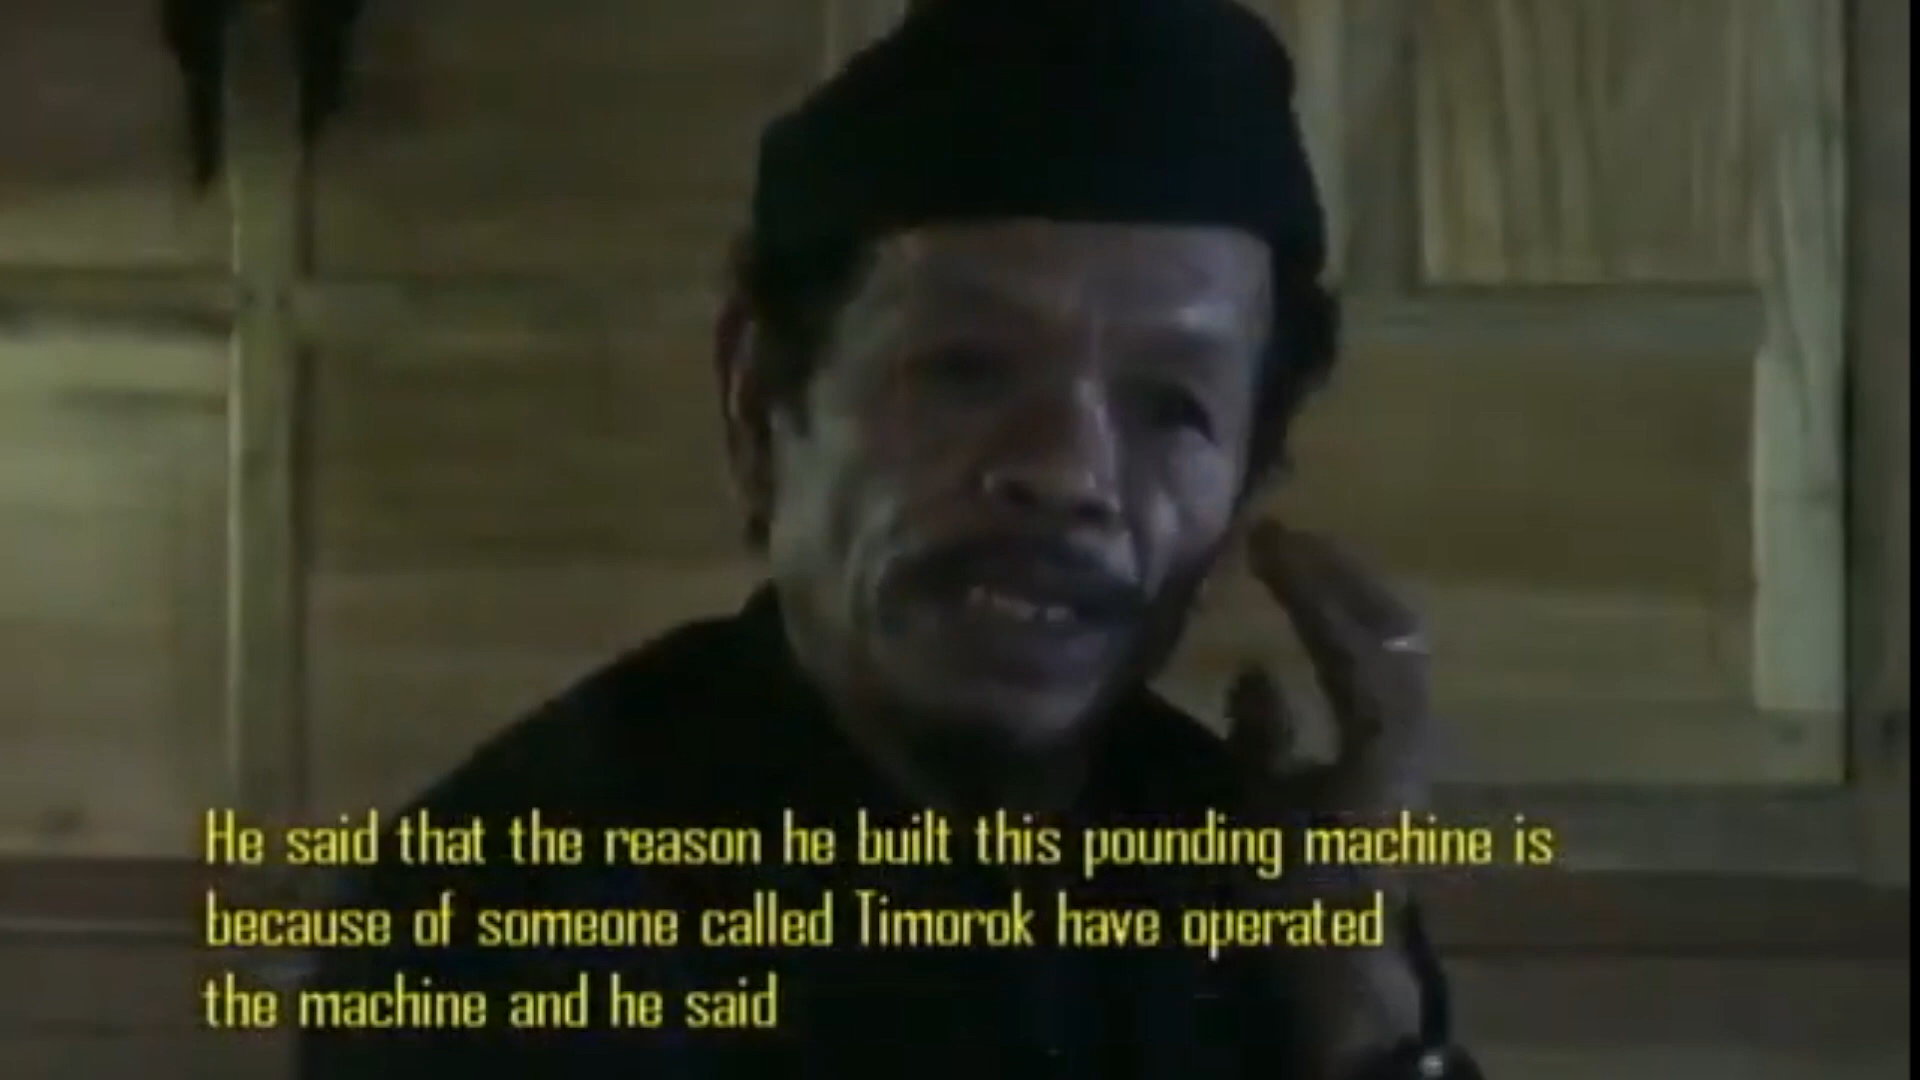 He said that the reason he built this pounding machine is
because of someone called Timorok have operated
the machine and he said